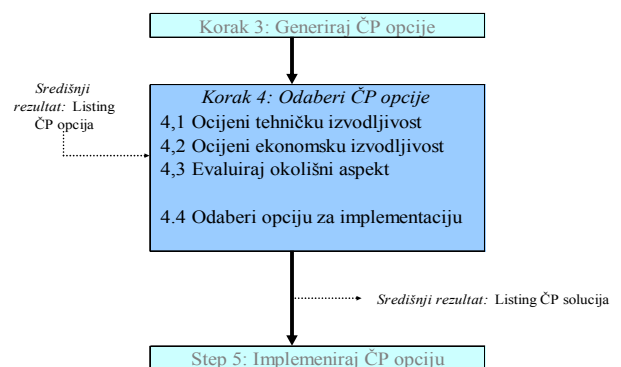 Korak 3: Generiraj ČP opcije
Središnji
rezultat: Listing
ČP opcija
Korak 4: Odaberi ČP opcije
4,1 Ocijeni tehničku izvodljivost
4,2 Ocijeni ekonomsku izvodljivost
4,3 Evaluiraj okolišni aspekt
4.4 Odaberi opciju za implementaciju
Središnji rezultat: Listing ČP solucija
Step 5: Implemeniraj ČP opciju